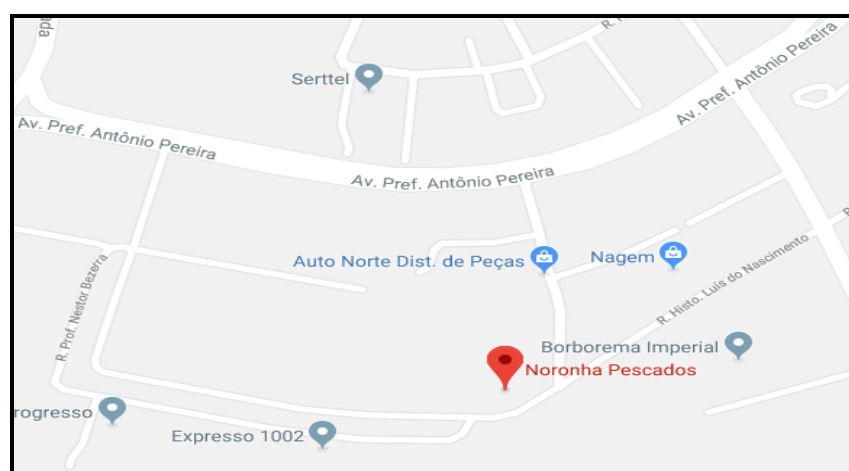 Serttel
Av. Pref. Antônio Pereira
Av. Pref. Antônio Pereira
Av. Pref. Antônio Pereira
Auto Norte Dist. de Peças
Nagem
R. Histo. Luís do Nascimento
R. Prof. Nestor Bezerra
Borborema Imperial
Noronha Pescados
rogresso
Expresso 1002